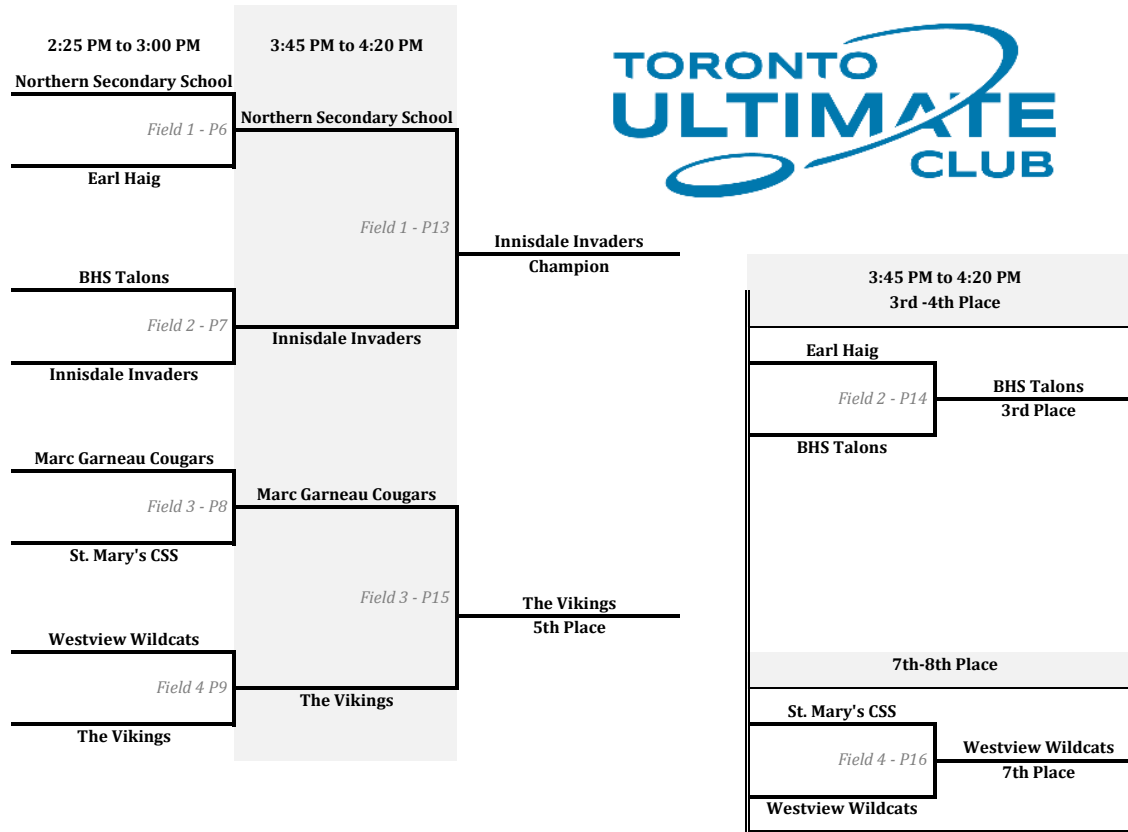 2:25 PM to 3:00 PM
3:45 PM to 4:20 PM
TORONTO
ULTIMATE
CLUB
Northern Secondary School
Field 1 - P6
Earl Haig
Northern Secondary School
BHS Talons
Field 2 - P7
Innisdale Invaders
Innisdale Invaders
Field 1 - P13
Innisdale Invaders
Champion
Marc Garneau Cougars
Field 3 - P8
St. Mary's CSS
Marc Garneau Cougars
Westview Wildcats
Field 4 P9
The Vikings
The Vikings
Field 3 - P15
The Vikings
5th Place
3:45 PM to 4:20 PM
3rd -4th Place
Earl Haig
Field 2 - P14
BHS Talons
BHS Talons
3rd Place
7th-8th Place
St. Mary's CSS
Field 4 - P16
Westview Wildcats
Westview Wildcats
7th Place